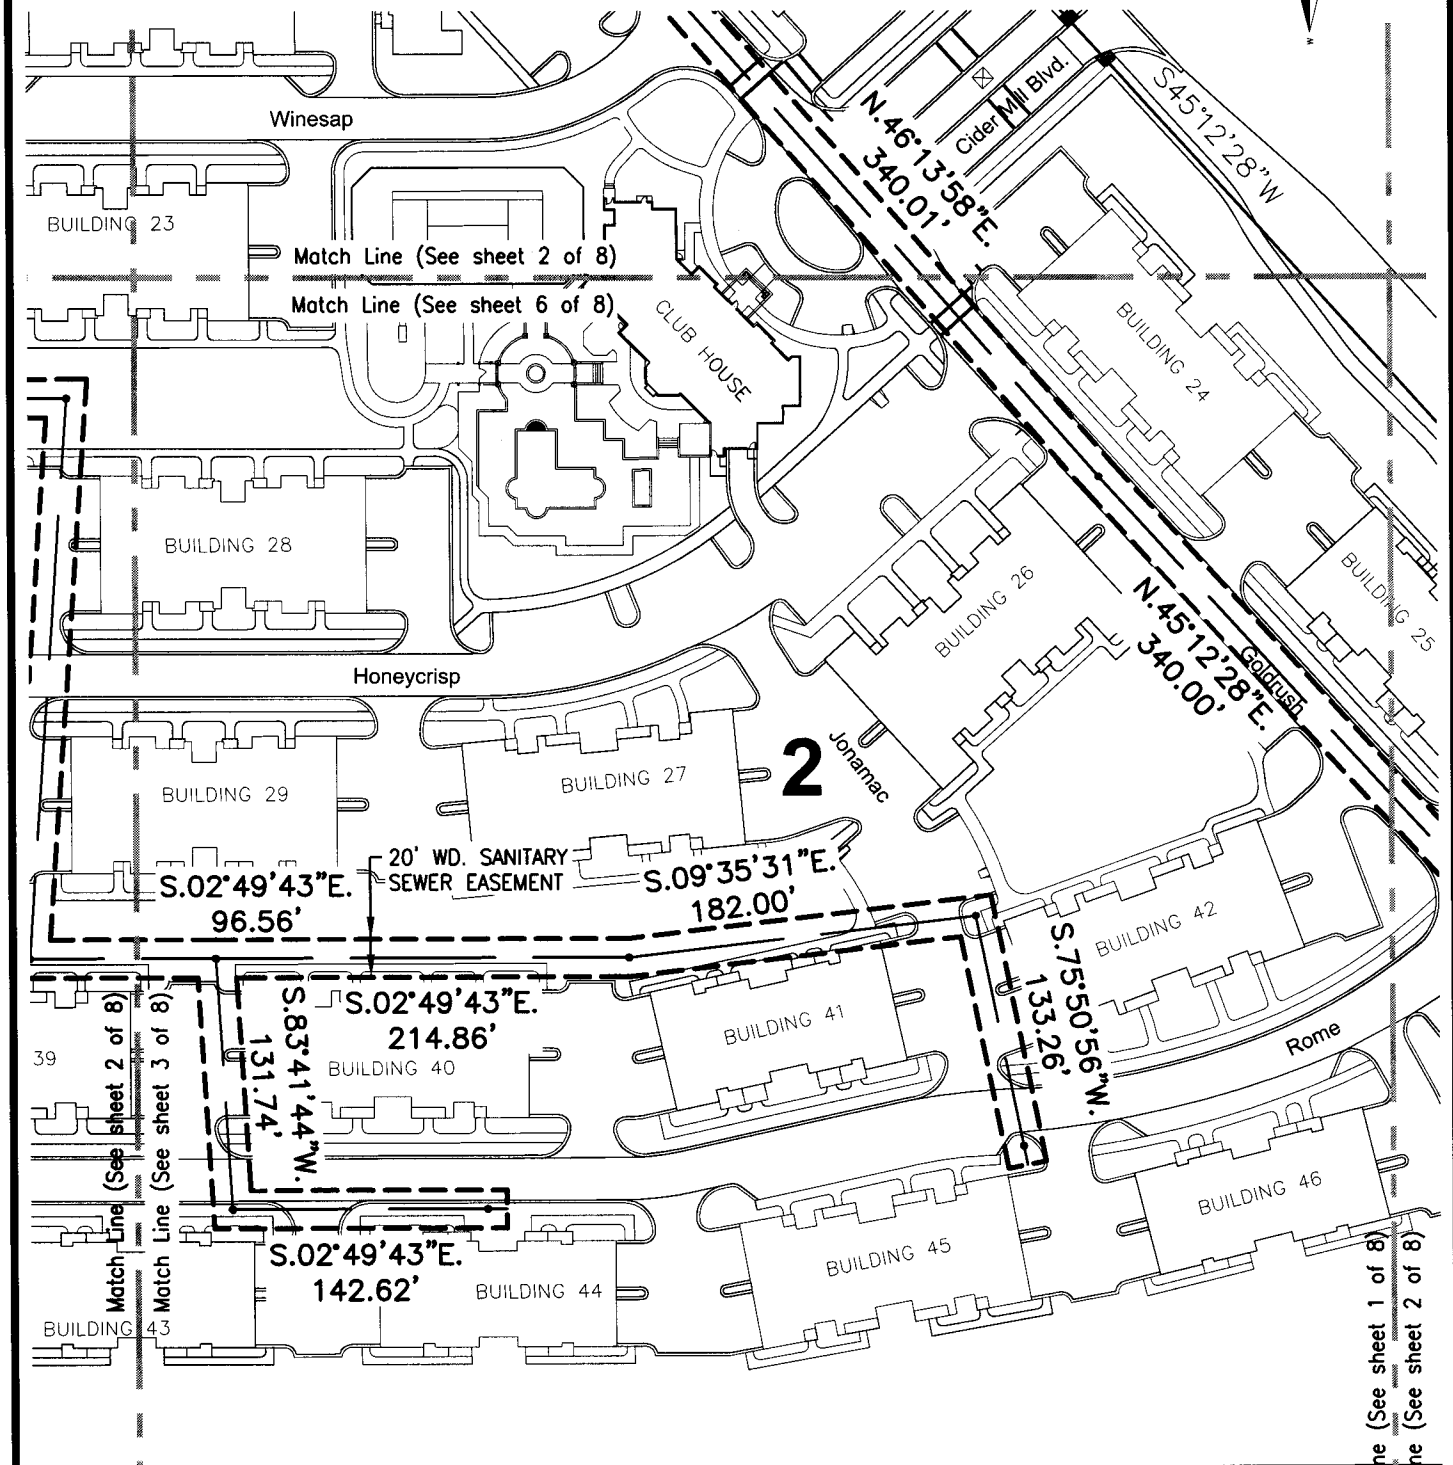 W
Winesap
N.46°13'58"E.
340.01'
Cider Mill Blvd.
S45°12'28"W
BUILDING 23
Match Line (See sheet 2 of 8)
Match Line (See sheet 6 of 8)
CLUB HOUSE
BUILDING 24
BUILDING 28
BUILDING 26
BUILDING 25
N.45°12'28"E.
340.00'
Goldrush
Honeycrisp
BUILDING 29
BUILDING 27
2
Jonamac
20' WD. SANITARY
SEWER EASEMENT
S.02°49'43"E.
96.56'
S.09°35'31"E.
182.00'
BUILDING 42
S.75°50'56"W.
133.26'
S.02°49'43"E.
214.86'
S.83°41'44"W.
131.74'
BUILDING 41
39
BUILDING 40
Rome
Match Line (See sheet 2 of 8)
Match Line (See sheet 3 of 8)
BUILDING 46
BUILDING 45
S.02°49'43"E.
142.62'
BUILDING 44
BUILDING 43
ne (See sheet 1 of 8)
ne (See sheet 2 of 8)